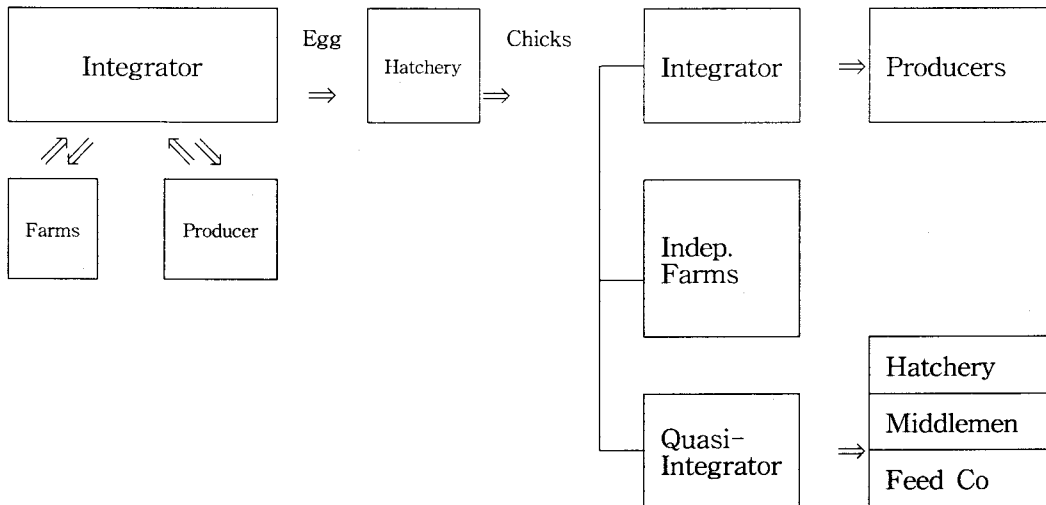 Integrator
Egg
Hatchery
Chicks
Integrator
Producers
Farms
Producer
Indep.
Farms
Quasi-
Integrator
Hatchery
Middlemen
Feed Co